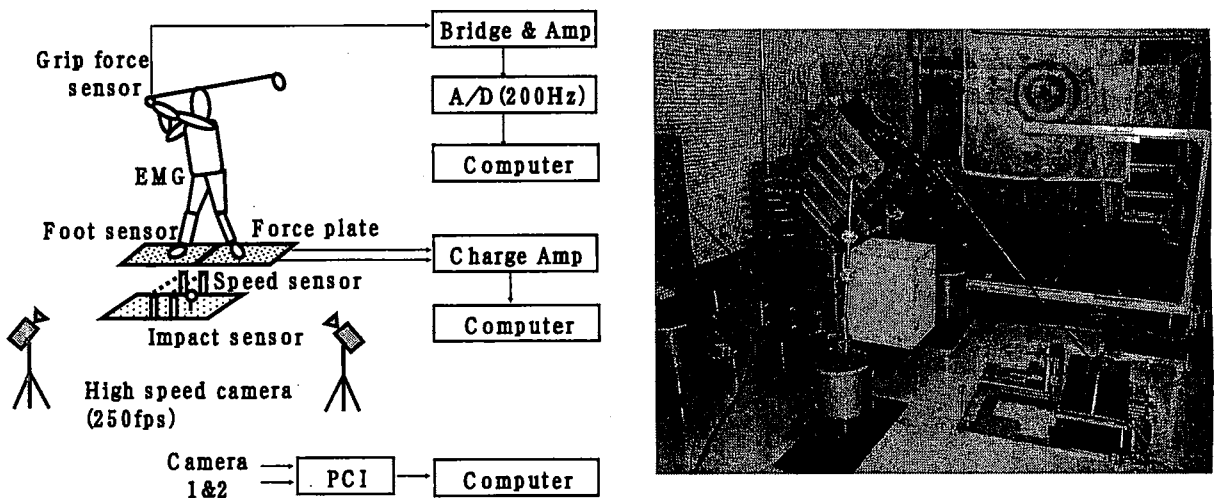 Bridge & Amp
Grip force
sensor
A/D(200Hz)
Computer
EMG
Foot sensor
Force plate
Charge Amp
Speed sensor
Computer
Impact sensor
High speed camera
(250fps)
Camera
1&2
PCI
Computer